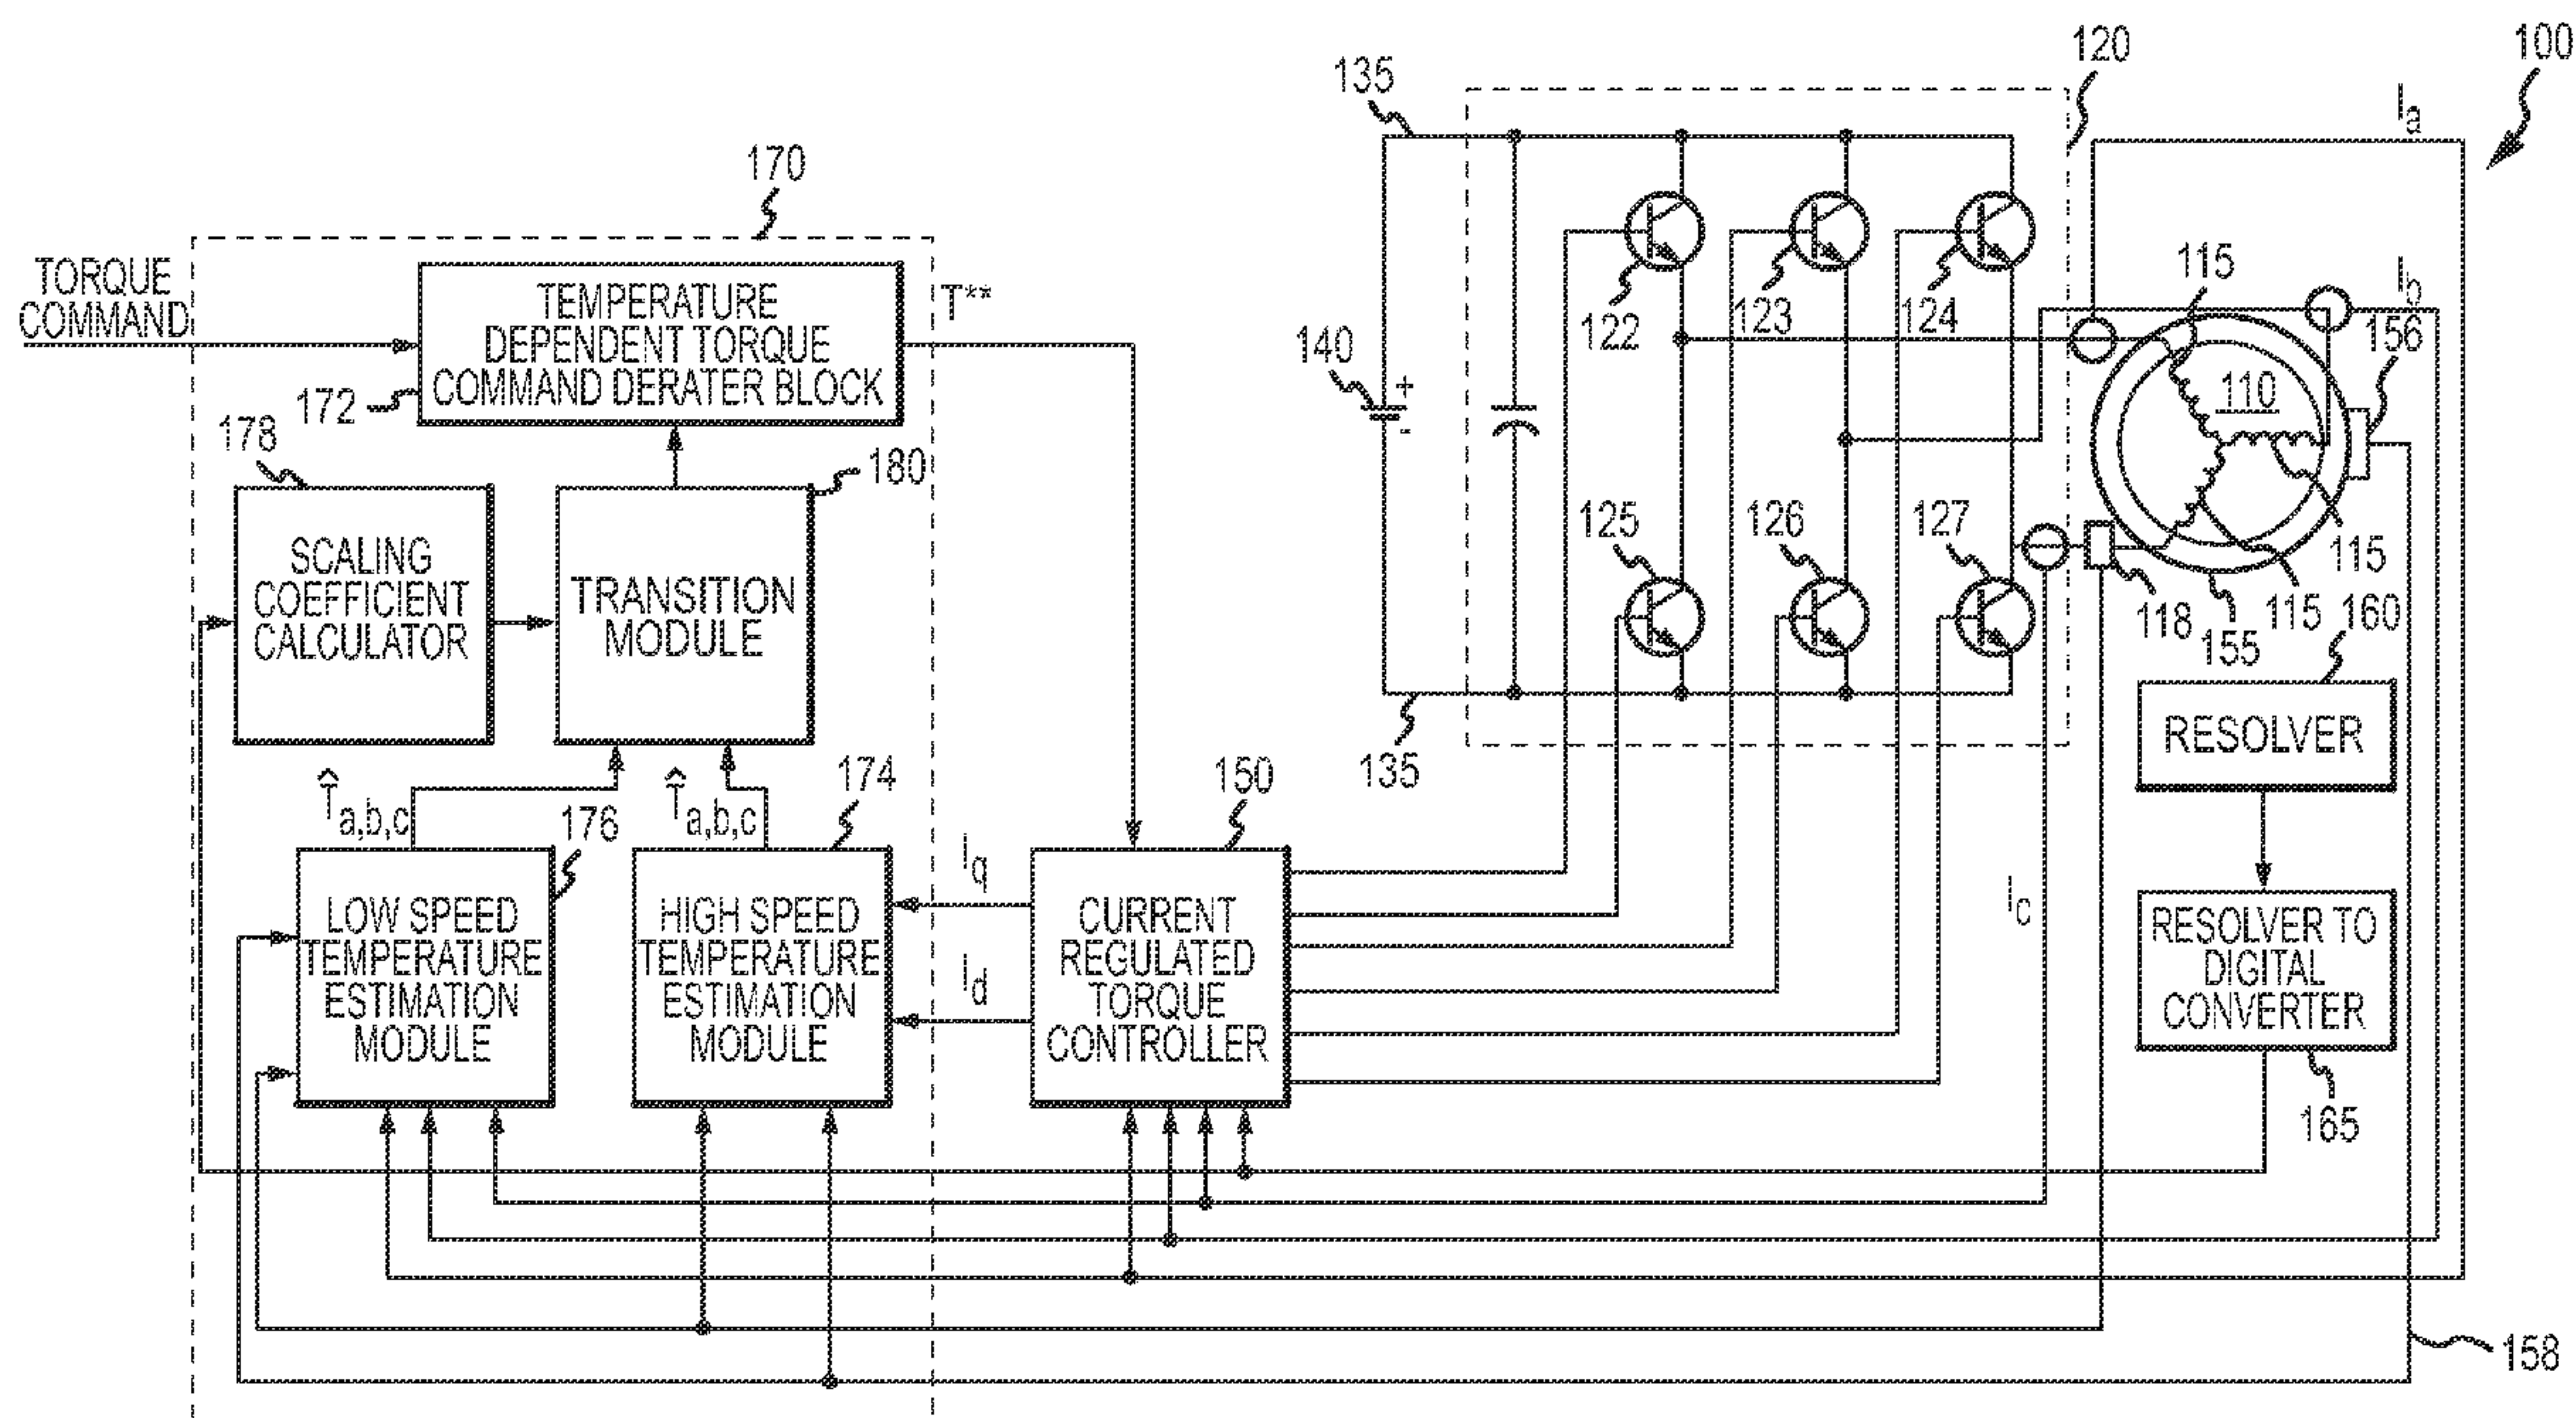 100
120
135
Ia
170
TORQUE
COMMAND
TEMPERATURE
DEPENDENT TORQUE
COMMAND DERATER BLOCK
T**
172
122
123
124
115
Ib
156
140
+
-
110
178
180
SCALING
COEFFICIENT
CALCULATOR
TRANSITION
MODULE
125
126
127
115
118
155
115
160
RESOLVER
135
T̂a,b,c
176
T̂a,b,c
174
150
LOW SPEED
TEMPERATURE
ESTIMATION
MODULE
HIGH SPEED
TEMPERATURE
ESTIMATION
MODULE
Iq
Id
CURRENT
REGULATED
TORQUE
CONTROLLER
Ic
RESOLVER TO
DIGITAL
CONVERTER
165
158